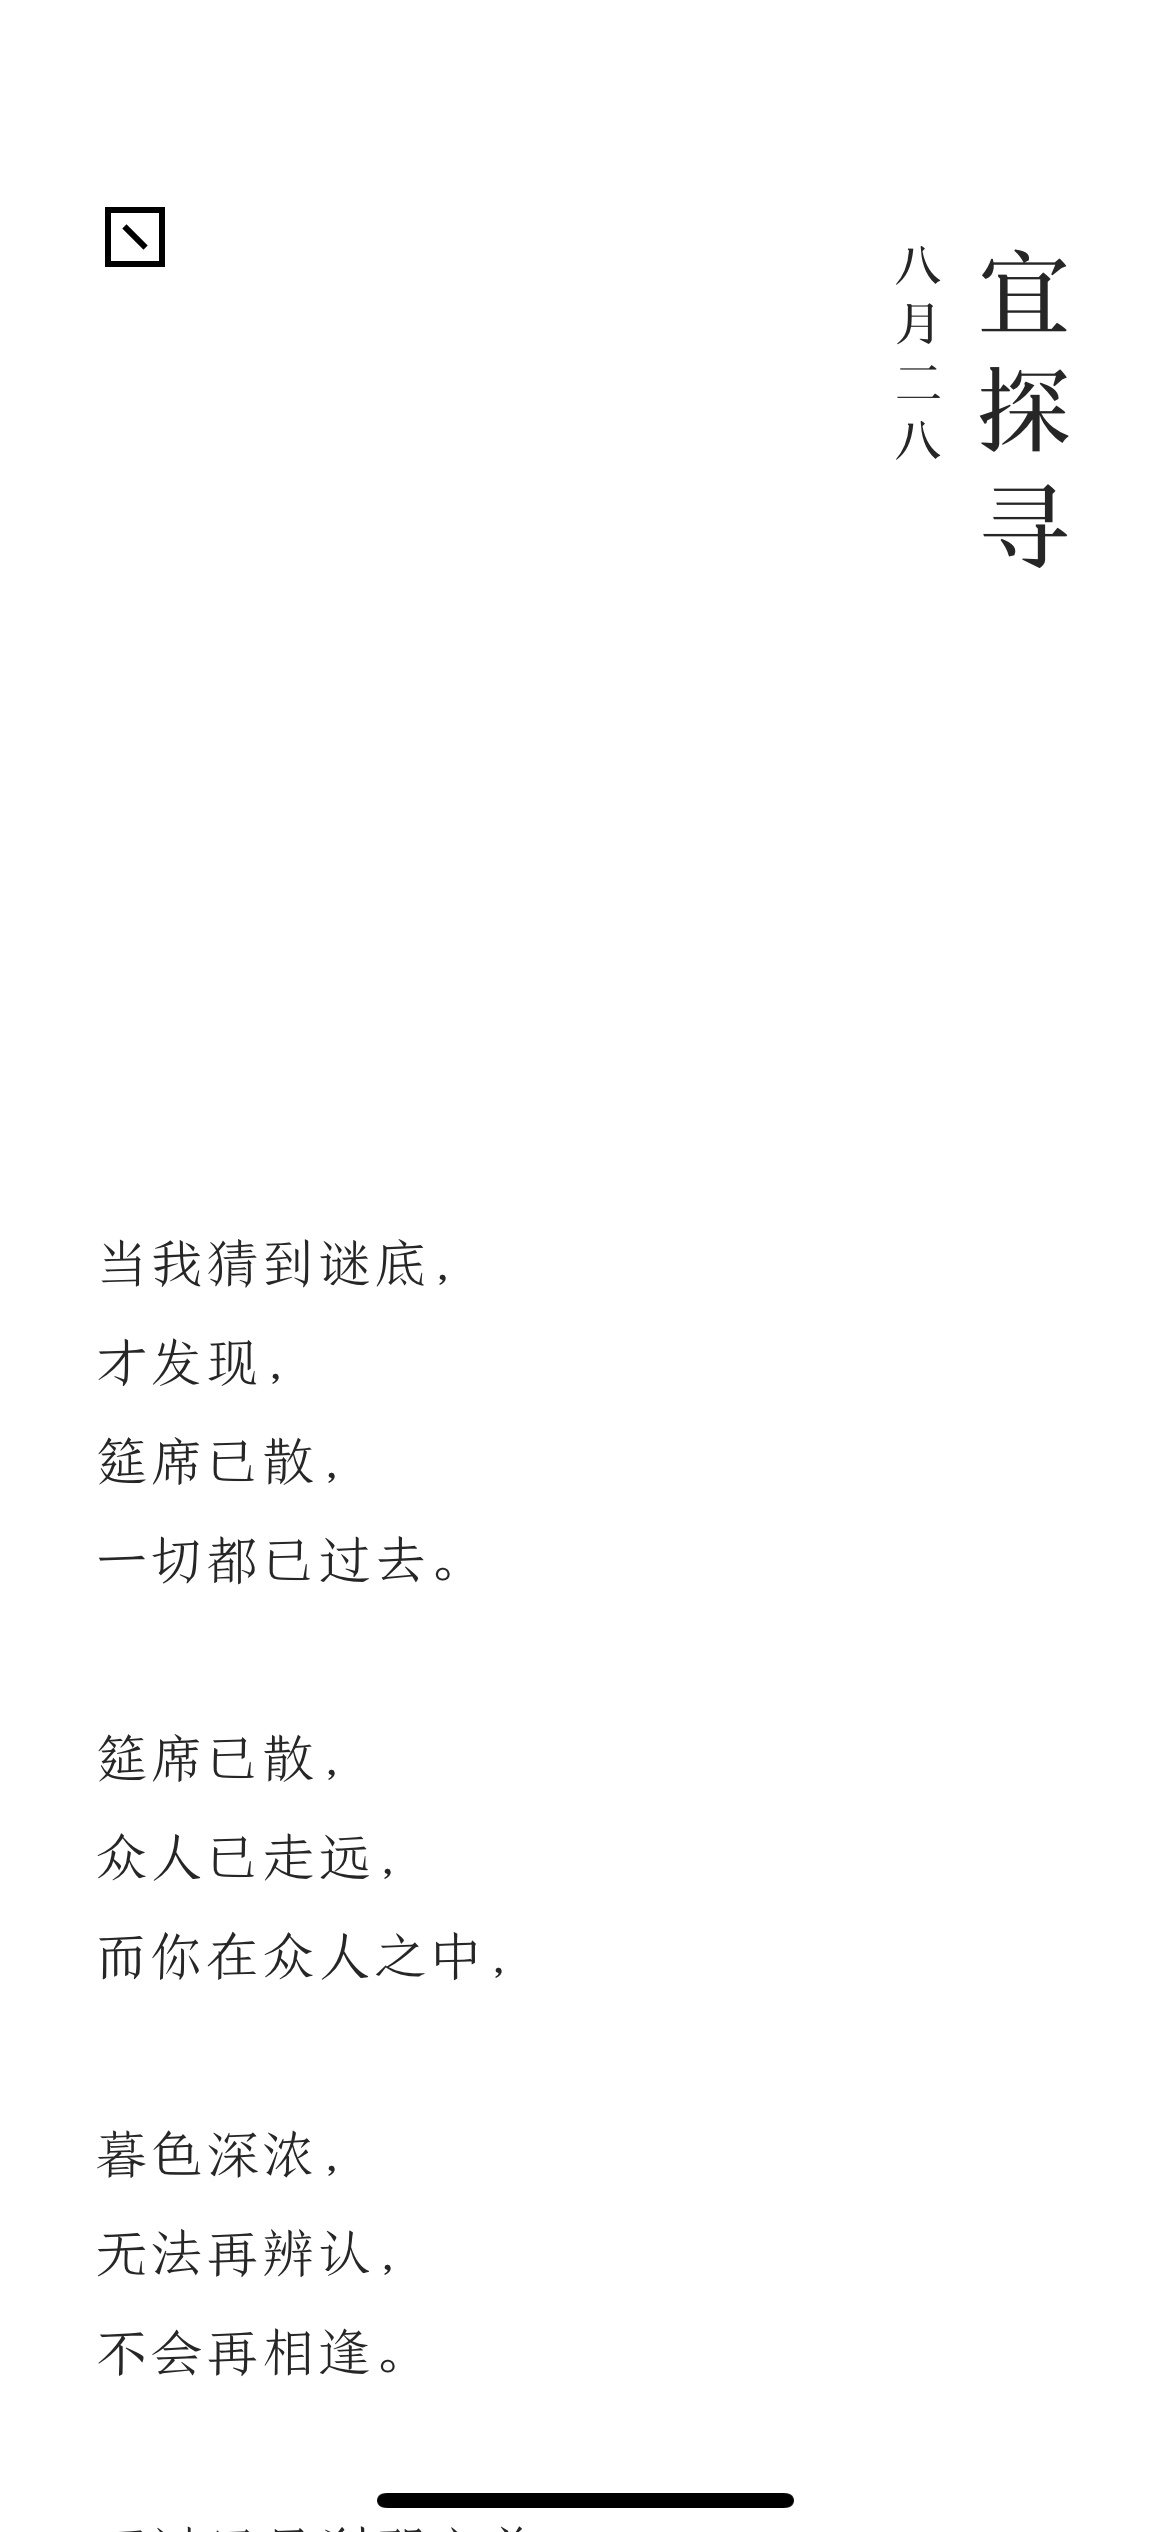 宜探寻
八月二八
当我猜到谜底，
才发现，
筵席已散，
一切都已过去。
筵席已散，
众人已走远，
而你在众人之中，
暮色深浓，
无法再辨认，
不会再相逢。